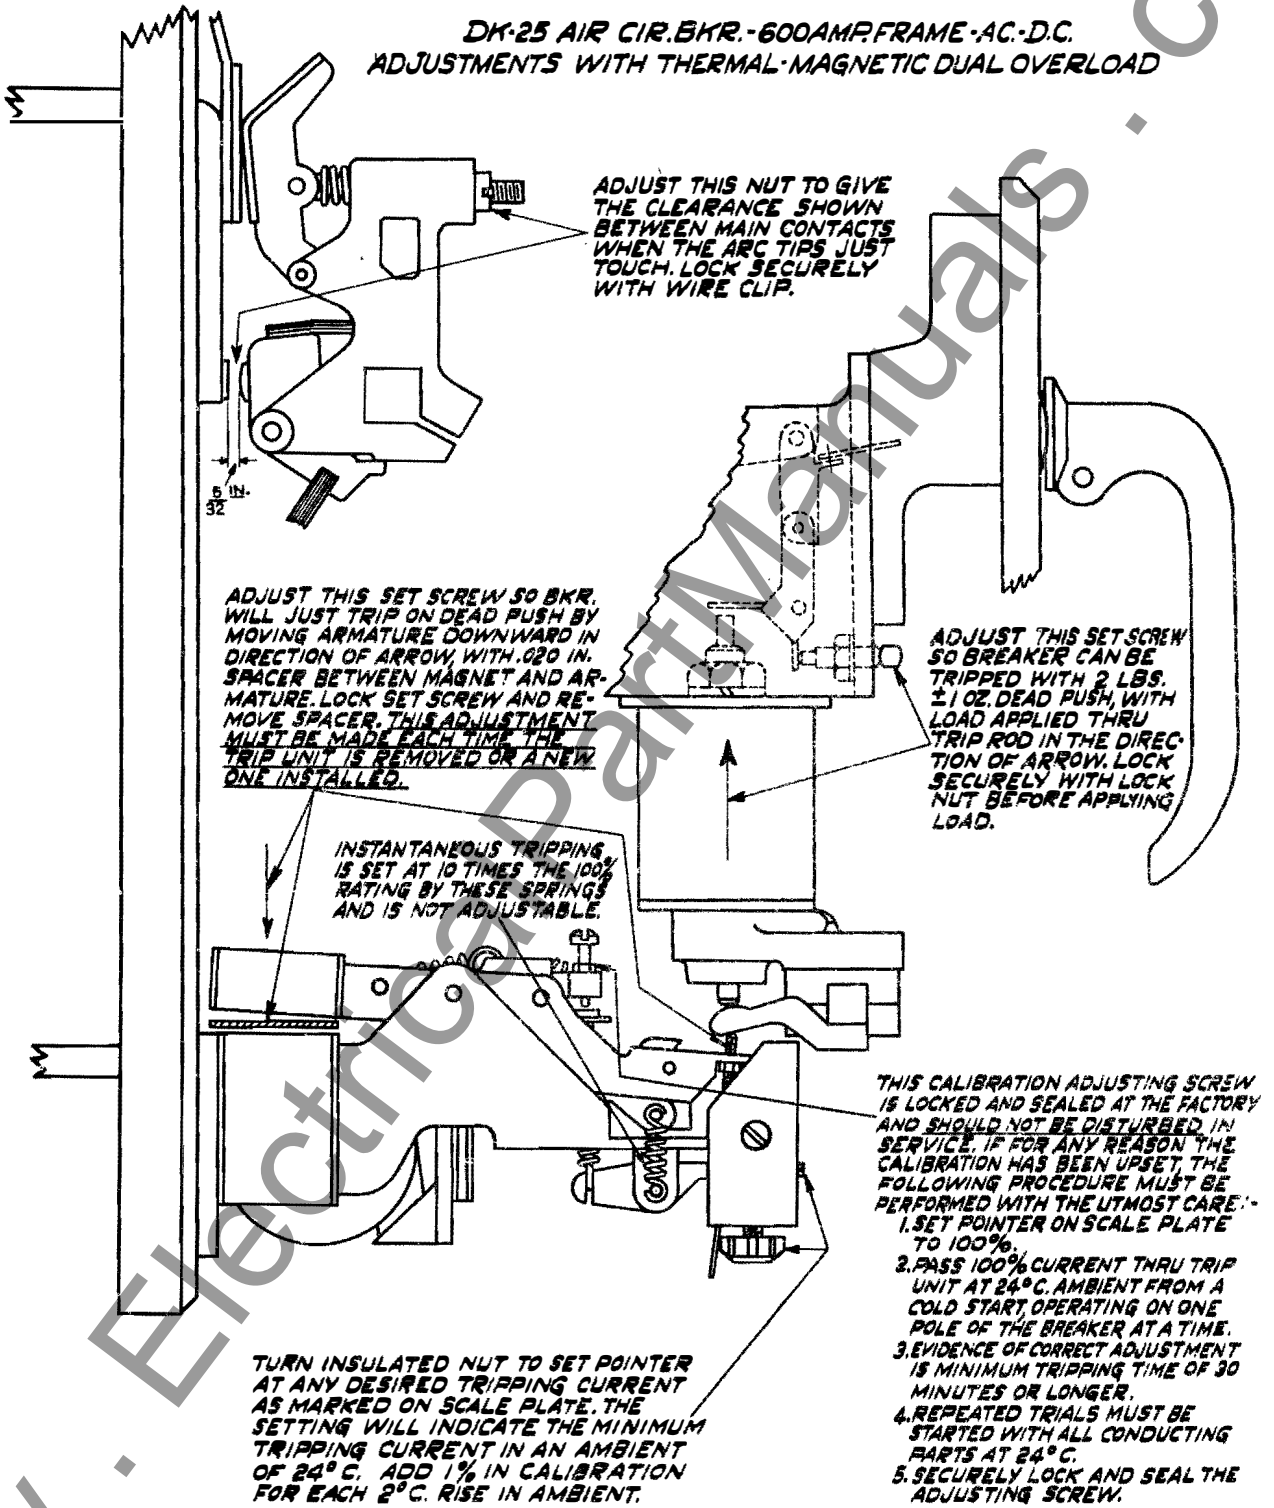 DK-25 AIR CIR. BKR.-600AMP. FRAME-AC.-D.C.
ADJUSTMENTS WITH THERMAL-MAGNETIC DUAL OVERLOAD
ADJUST THIS NUT TO GIVE
THE CLEARANCE SHOWN
BETWEEN MAIN CONTACTS
WHEN THE ARC TIPS JUST
TOUCH. LOCK SECURELY
WITH WIRE CLIP.
5/32 IN.
ADJUST THIS SET SCREW SO BKR.
WILL JUST TRIP ON DEAD PUSH BY
MOVING ARMATURE DOWNWARD IN
DIRECTION OF ARROW, WITH .020 IN.
SPACER BETWEEN MAGNET AND AR-
MATURE. LOCK SET SCREW AND RE-
MOVE SPACER. THIS ADJUSTMENT
MUST BE MADE EACH TIME THE
TRIP UNIT IS REMOVED OR A NEW
ONE INSTALLED.
ADJUST THIS SET SCREW
SO BREAKER CAN BE
TRIPPED WITH 2 LBS.
±1 OZ. DEAD PUSH, WITH
LOAD APPLIED THRU
TRIP ROD IN THE DIREC-
TION OF ARROW. LOCK
SECURELY WITH LOCK
NUT BEFORE APPLYING
LOAD.
INSTANTANEOUS TRIPPING
IS SET AT 10 TIMES THE 100%
RATING BY THESE SPRINGS
AND IS NOT ADJUSTABLE.
THIS CALIBRATION ADJUSTING SCREW
IS LOCKED AND SEALED AT THE FACTORY
AND SHOULD NOT BE DISTURBED IN
SERVICE. IF FOR ANY REASON THE
CALIBRATION HAS BEEN UPSET, THE
FOLLOWING PROCEDURE MUST BE
PERFORMED WITH THE UTMOST CARE:-
1. SET POINTER ON SCALE PLATE
TO 100%.
2. PASS 100% CURRENT THRU TRIP
UNIT AT 24°C. AMBIENT FROM A
COLD START, OPERATING ON ONE
POLE OF THE BREAKER AT A TIME.
3. EVIDENCE OF CORRECT ADJUSTMENT
IS MINIMUM TRIPPING TIME OF 30
MINUTES OR LONGER.
4. REPEATED TRIALS MUST BE
STARTED WITH ALL CONDUCTING
PARTS AT 24°C.
5. SECURELY LOCK AND SEAL THE
ADJUSTING SCREW.
TURN INSULATED NUT TO SET POINTER
AT ANY DESIRED TRIPPING CURRENT
AS MARKED ON SCALE PLATE. THE
SETTING WILL INDICATE THE MINIMUM
TRIPPING CURRENT IN AN AMBIENT
OF 24°C. ADD 1% IN CALIBRATION
FOR EACH 2°C. RISE IN AMBIENT.
. ElectricalPartManuals . c